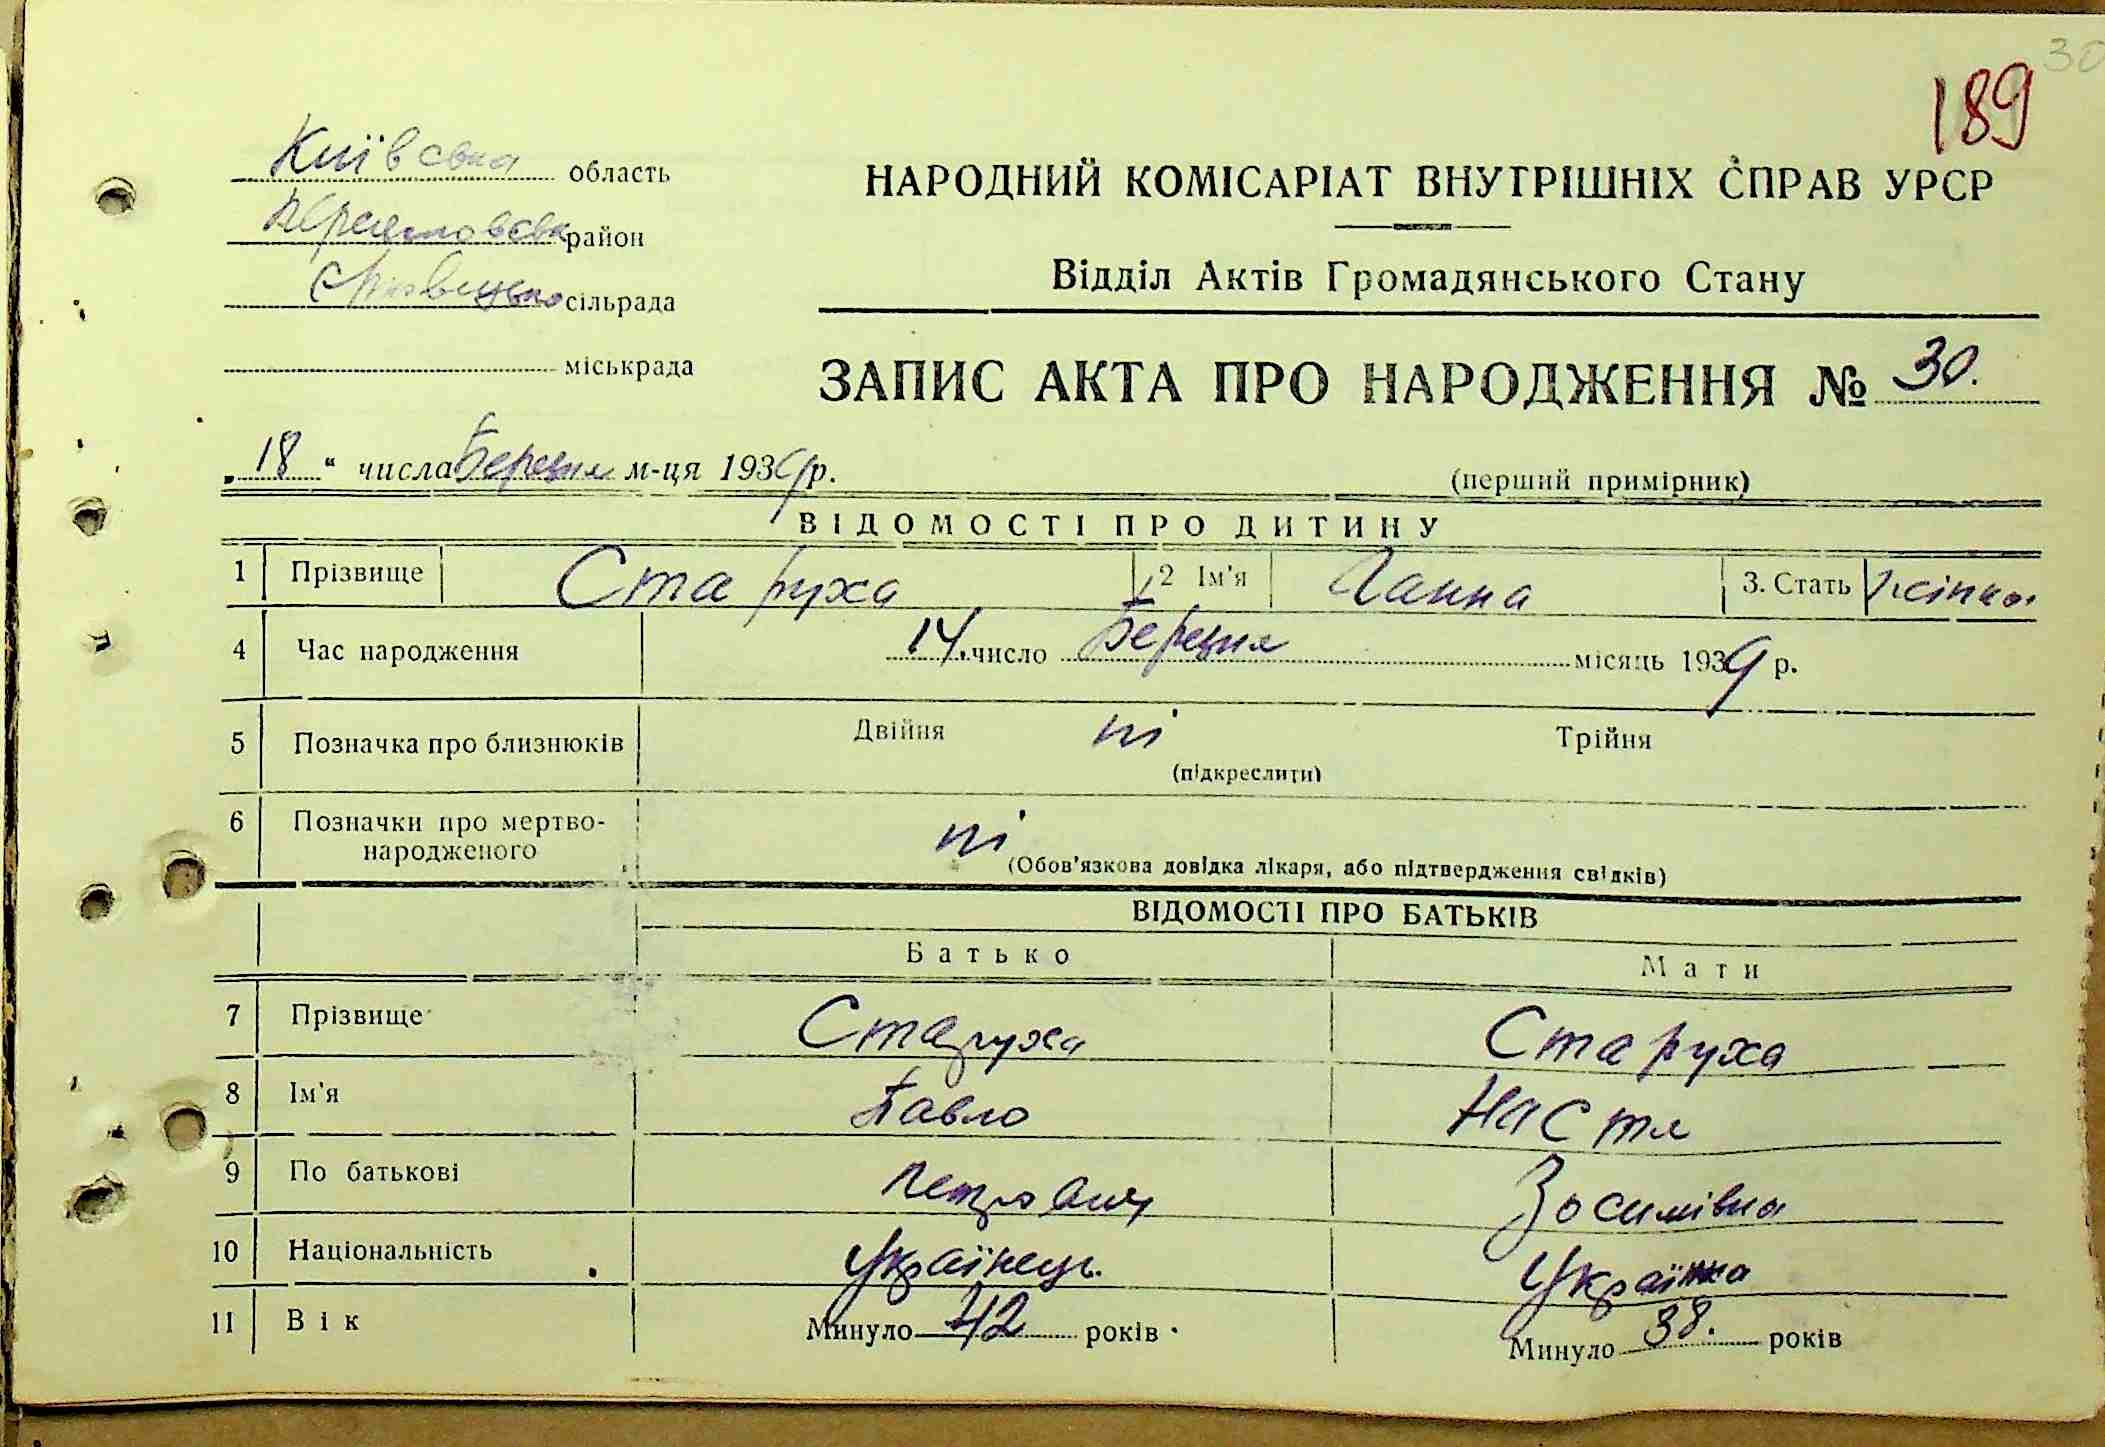 30
189
Київська область
район
сільрада
міськрада
НАРОДНИЙ КОМІСАРІАТ ВНУТРІШНІХ СПРАВ УРСР
Відділ Актів Громадянського Стану
ЗАПИС АКТА ПРО НАРОДЖЕННЯ № 30.
„18“ числа Березня м-ця 1939 р.
(перший примірник)
ВІДОМОСТІ ПРО ДИТИНУ
1 Прізвище Старуха 2 Ім'я Ганна 3. Стать
4 Час народження 14. число Березня місяць 1939 р.
5 Позначка про близнюків Двійня ні Трійня
(підкреслити)
6 Позначки про мертво-
народженого ні
(Обов'язкова довідка лікаря, або підтвердження свідків)
ВІДОМОСТІ ПРО БАТЬКІВ
Батько Мати
7 Прізвище Старуха Старуха
8 Ім'я Павло Настя
9 По батькові Петрович Зосимівна
10 Національність Українець. Українка
11 Вік Минуло 42 років Минуло 38. років